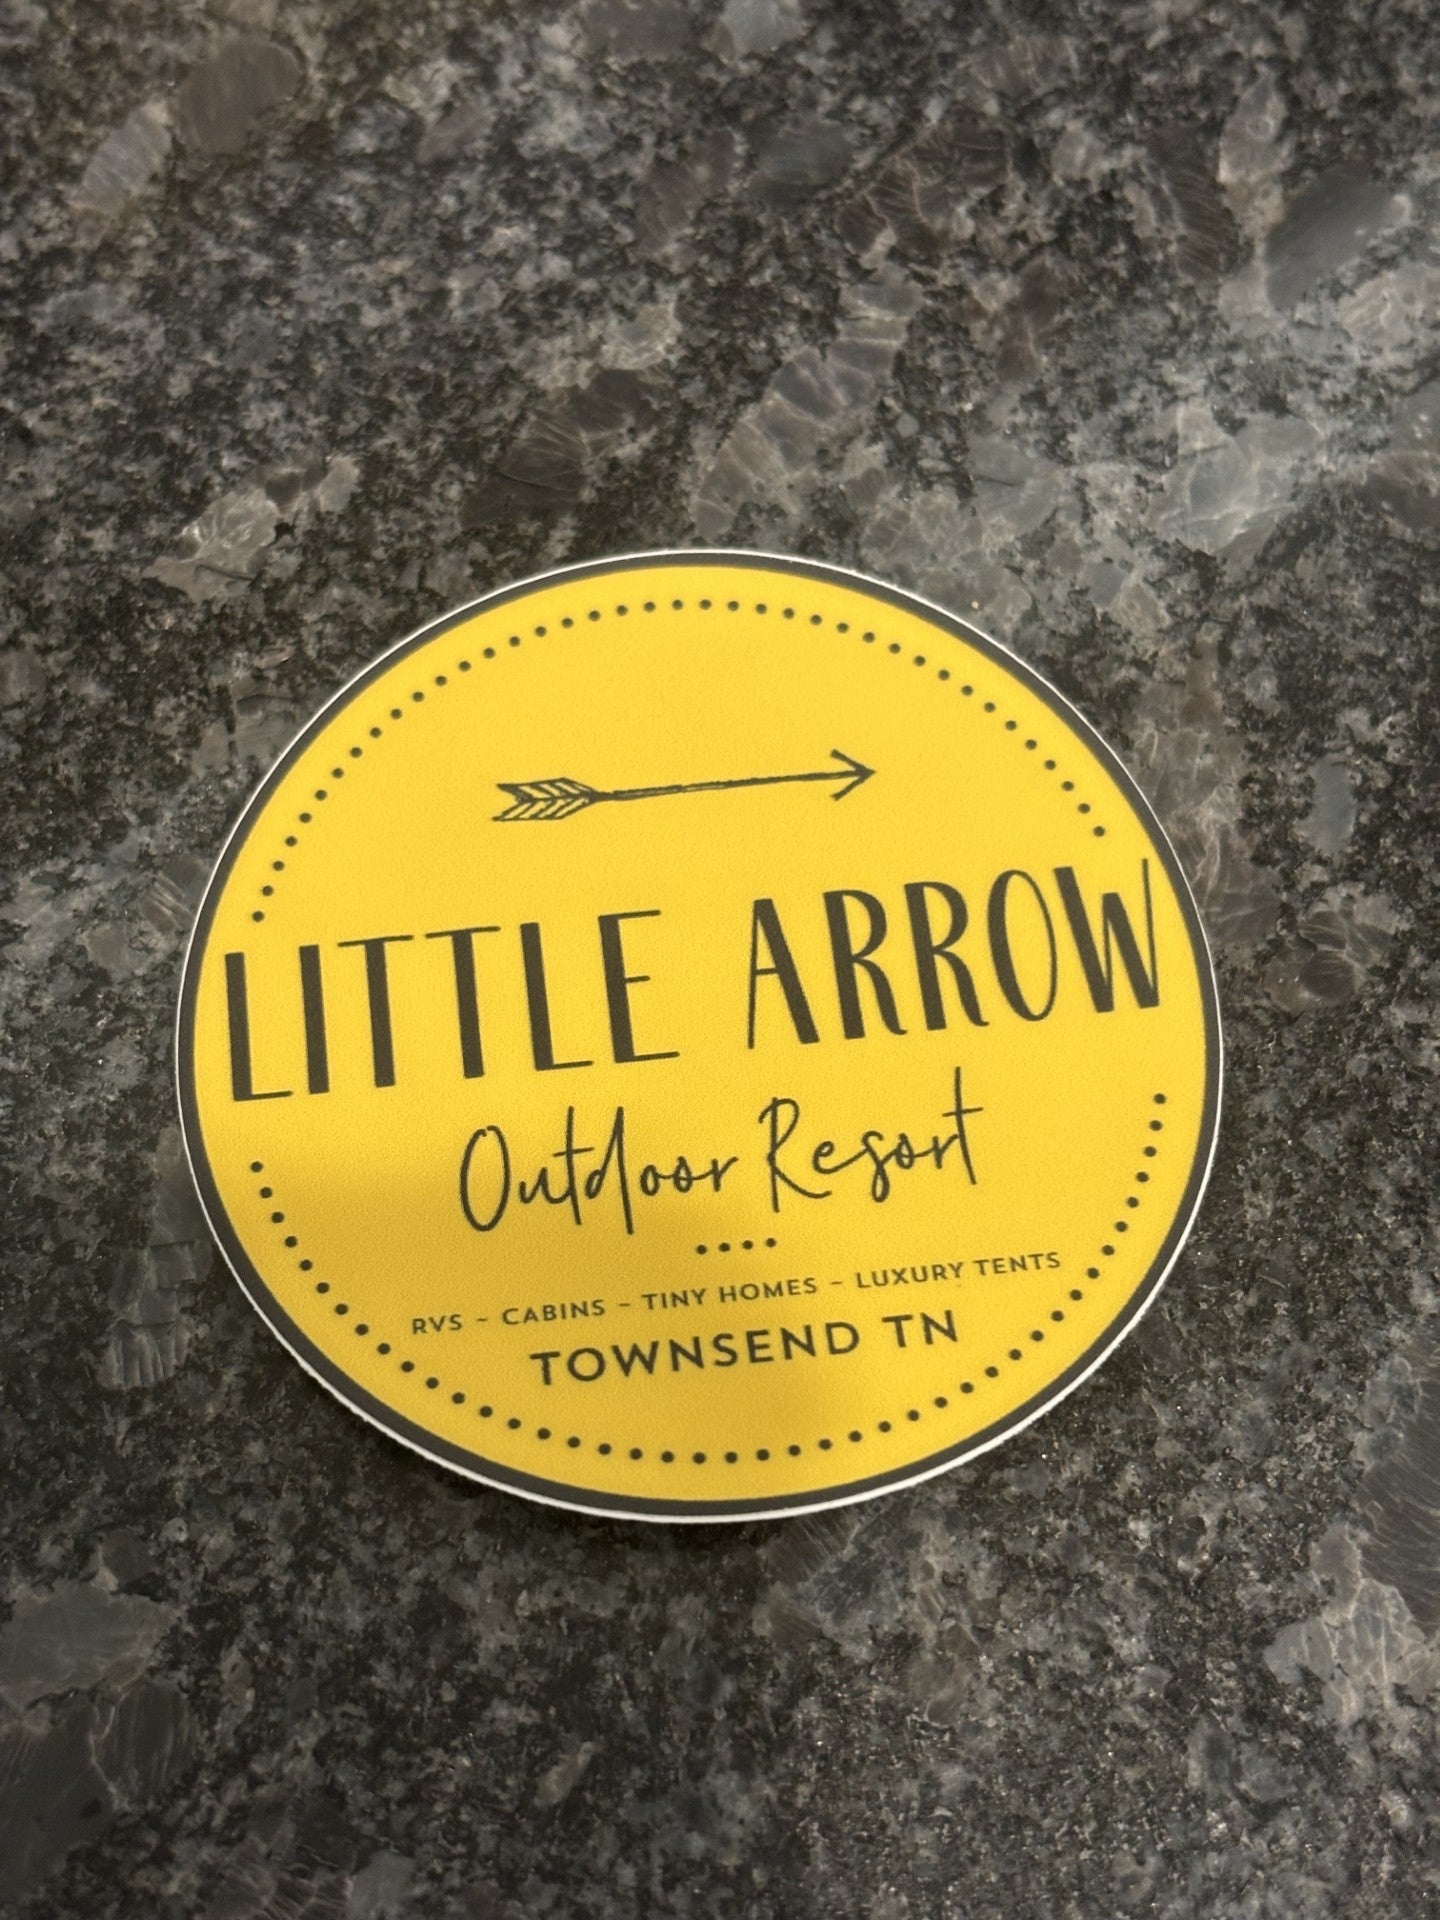 LITTLE ARROW
Outdoor Resort
RVS ~ CABINS ~ TINY HOMES ~ LUXURY TENTS
TOWNSEND TN